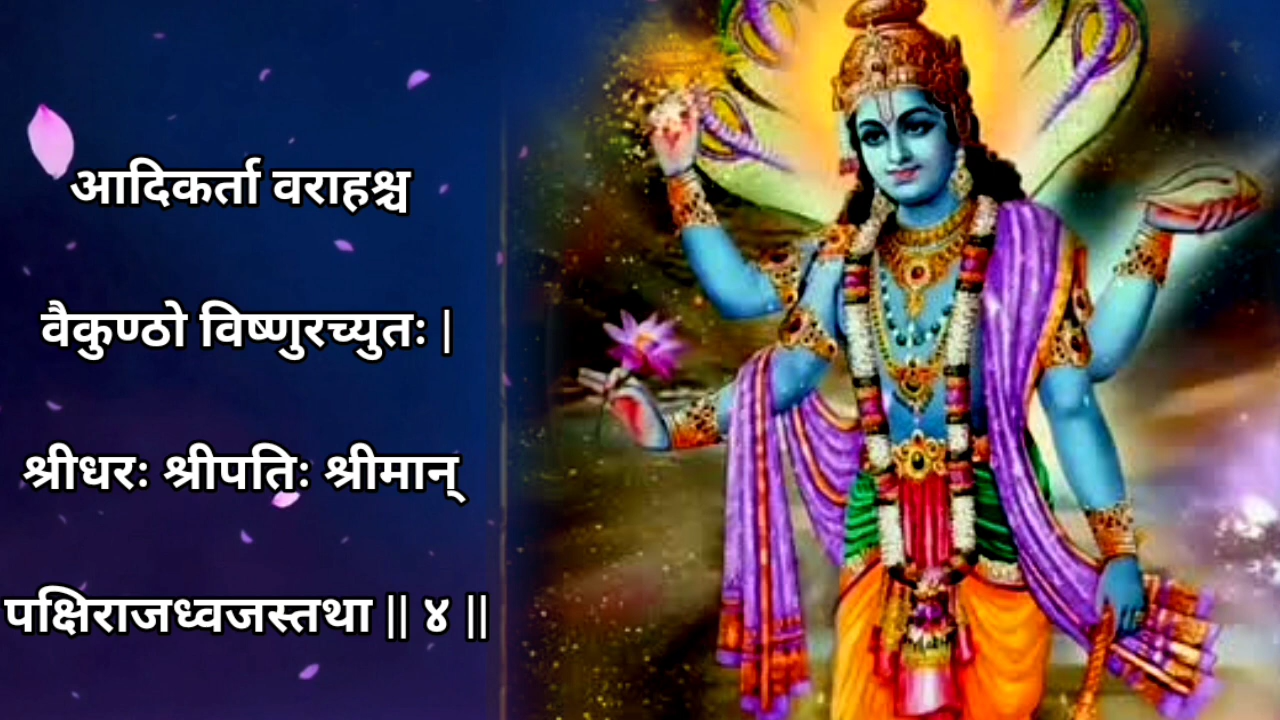 आदिकर्ता वराहश्च
वैकुण्ठो विष्णुरच्युतः |
श्रीधरः श्रीपतिः श्रीमान्
पक्षिराजध्वजस्तथा || ४ ||